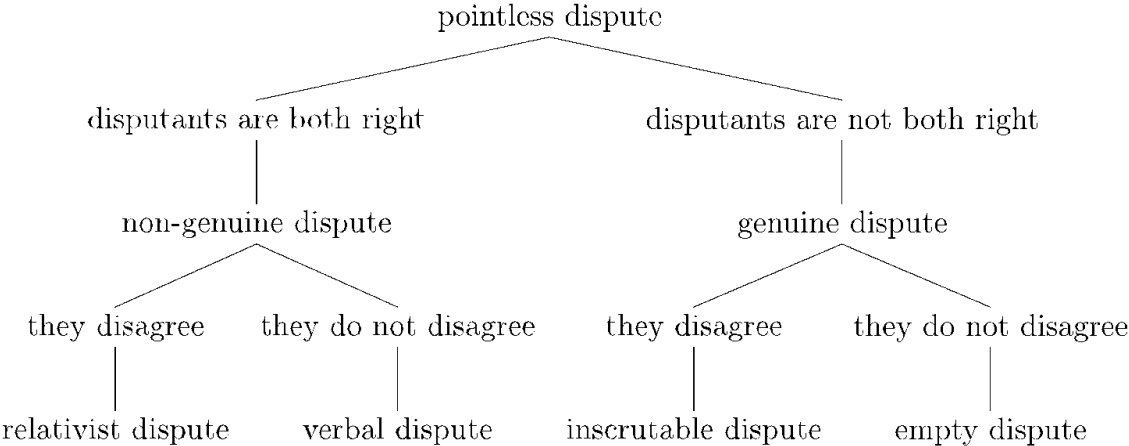 pointless dispute
disputants are both right disputants are not both right
non-genuine dispute genuine dispute
they disagree they do not disagree they disagree they do not disagree
relativist dispute verbal dispute inscrutable dispute empty dispute